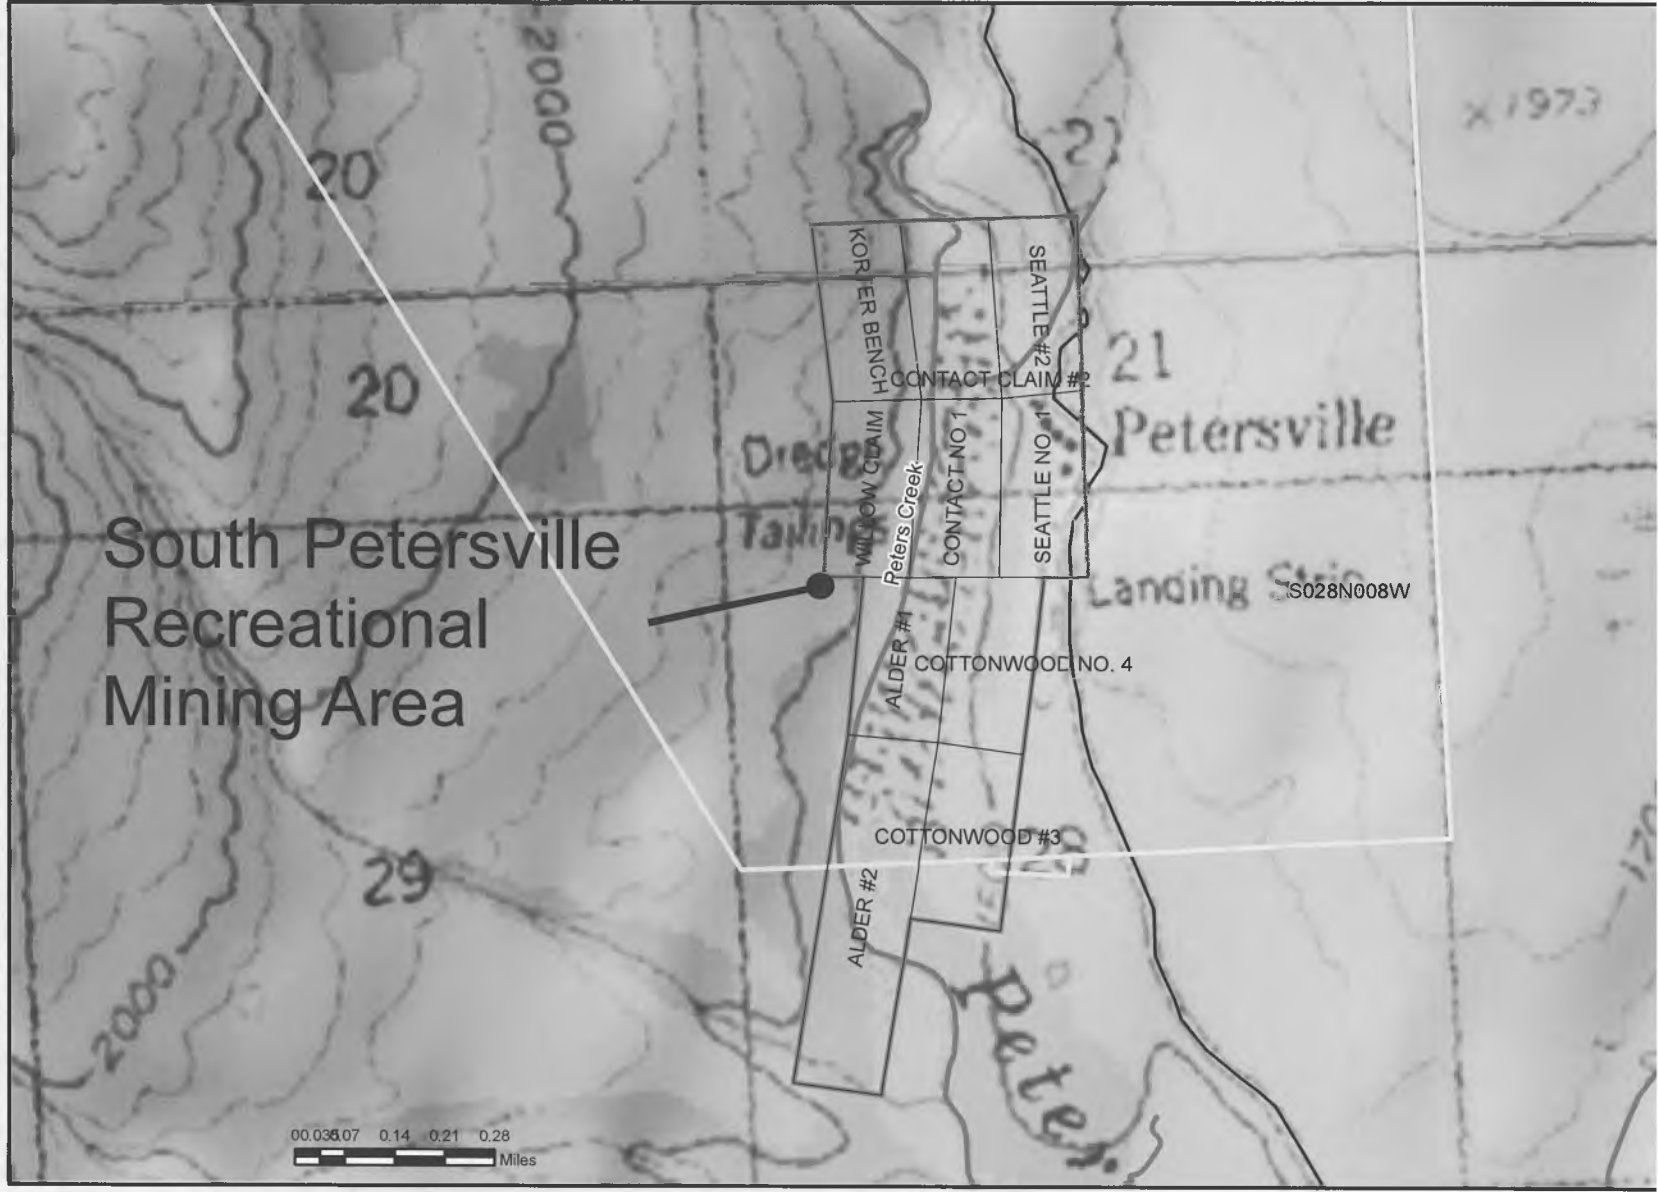 2000
20
21
X 1973
KORTER BENCH
SEATTLE #2
20
CONTACT CLAIM #2
21
Petersville
Dredge
WILLOW CLAIM
Peters Creek
CONTACT NO 1
SEATTLE NO 1
Tailings
South Petersville
Recreational
Mining Area
Landing Strip
S028N008W
ALDER #1
COTTONWOOD NO. 4
COTTONWOOD #3
28
29
ALDER #2
2000
Peters
0 0.035 0.07 0.14 0.21 0.28
Miles